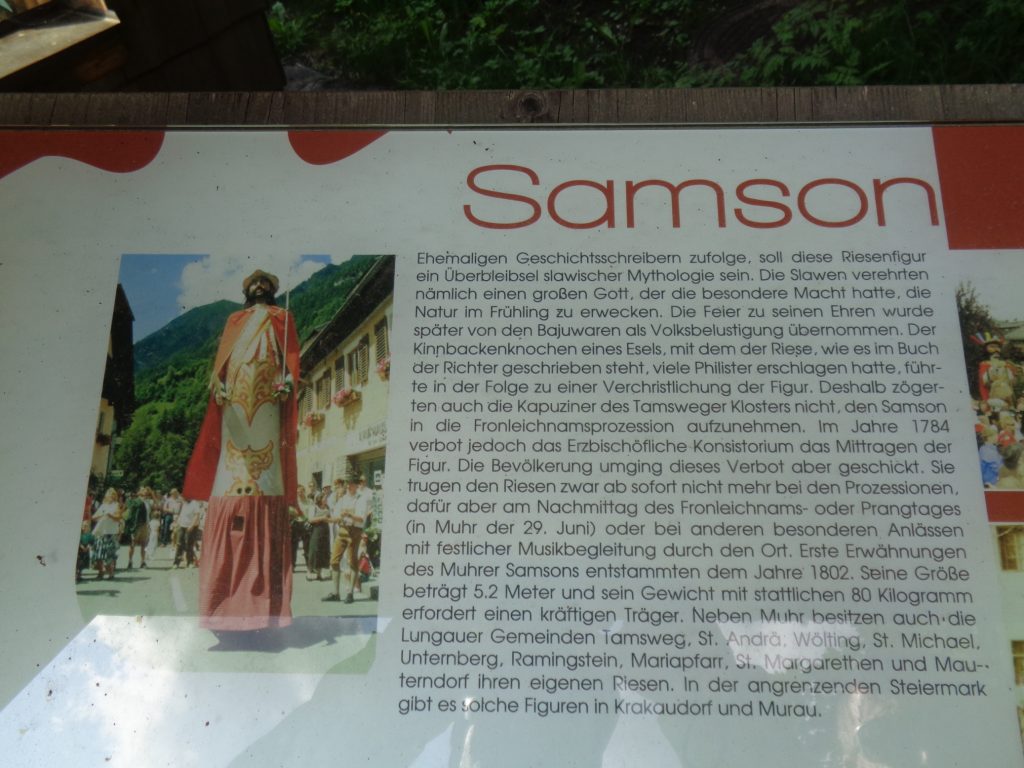 Samson
Ehemaligen Geschichtsschreibern zufolge, soll diese Riesenfigur
ein Überbleibsel slawischer Mythologie sein. Die Slawen verehrten
nämlich einen großen Gott, der die besondere Macht hatte, die
Natur im Frühling zu erwecken. Die Feier zu seinen Ehren wurde
später von den Bajuwaren als Volksbelustigung übernommen. Der
Kinnbackenknochen eines Esels, mit dem der Riese, wie es im Buch
der Richter geschrieben steht, viele Philister erschlagen hatte, führ-
te in der Folge zu einer Verchristlichung der Figur. Deshalb zöger-
ten auch die Kapuziner des Tamsweger Klosters nicht, den Samson
in die Fronleichnamsprozession aufzunehmen. Im Jahre 1784
verbot jedoch das Erzbischöfliche Konsistorium das Mittragen der
Figur. Die Bevölkerung umging dieses Verbot aber geschickt. Sie
trugen den Riesen zwar ab sofort nicht mehr bei den Prozessionen,
dafür aber am Nachmittag des Fronleichnams- oder Prangtages
(in Muhr der 29. Juni) oder bei anderen besonderen Anlässen
mit festlicher Musikbegleitung durch den Ort. Erste Erwähnungen
des Muhrer Samsons entstammten dem Jahre 1802. Seine Größe
beträgt 5.2 Meter und sein Gewicht mit stattlichen 80 Kilogramm
erfordert einen kräftigen Träger. Neben Muhr besitzen auch die
Lungauer Gemeinden Tamsweg, St. Andrä, Wölting, St. Michael,
Unternberg, Ramingstein, Mariapfarr, St. Margarethen und Mau-
terndorf ihren eigenen Riesen. In der angrenzenden Steiermark
gibt es solche Figuren in Krakaudorf und Murau.